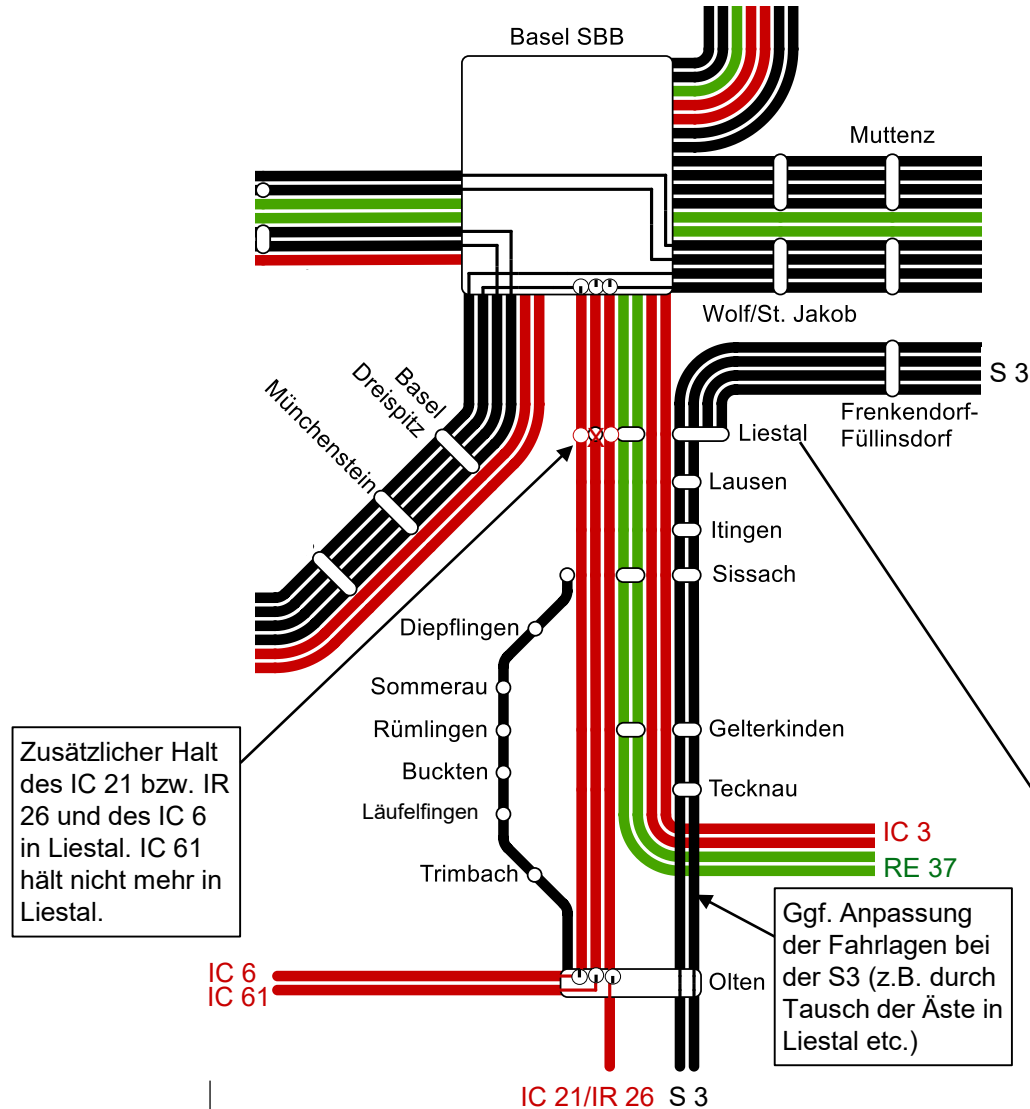 Basel SBB
Muttenz
Wolf/St. Jakob
S 3
Basel
Dreispitz
Münchenstein
Frenkendorf-
Füllinsdorf
Liestal
Lausen
Itingen
Sissach
Diepflingen
Sommerau
Rümlingen
Gelterkinden
Buckten
Tecknau
Läufelfingen
Trimbach
Zusätzlicher Halt
des IC 21 bzw. IR
26 und des IC 6
in Liestal. IC 61
hält nicht mehr in
Liestal.
IC 3
RE 37
Ggf. Anpassung
der Fahrlagen bei
der S3 (z.B. durch
Tausch der Äste in
Liestal etc.)
IC 6
IC 61
Olten
IC 21/IR 26
S 3